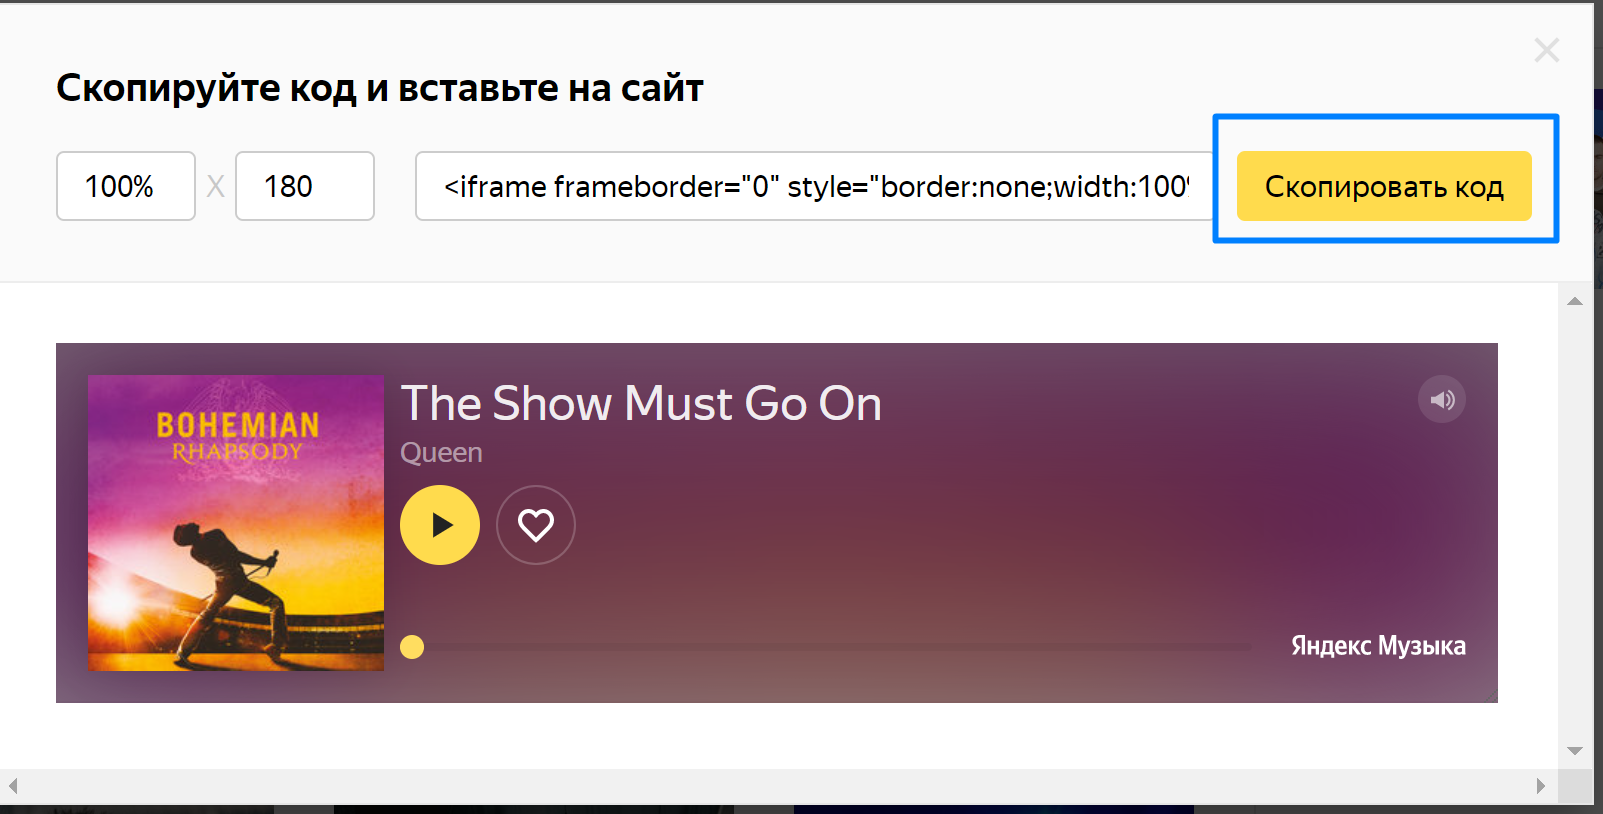 Скопируйте код и вставьте на сайт
100% X 180 <iframe frameborder="0" style="border:none;width:100% Скопировать код
BOHEMIAN
RHAPSODY
The Show Must Go On
Queen
Яндекс Музыка